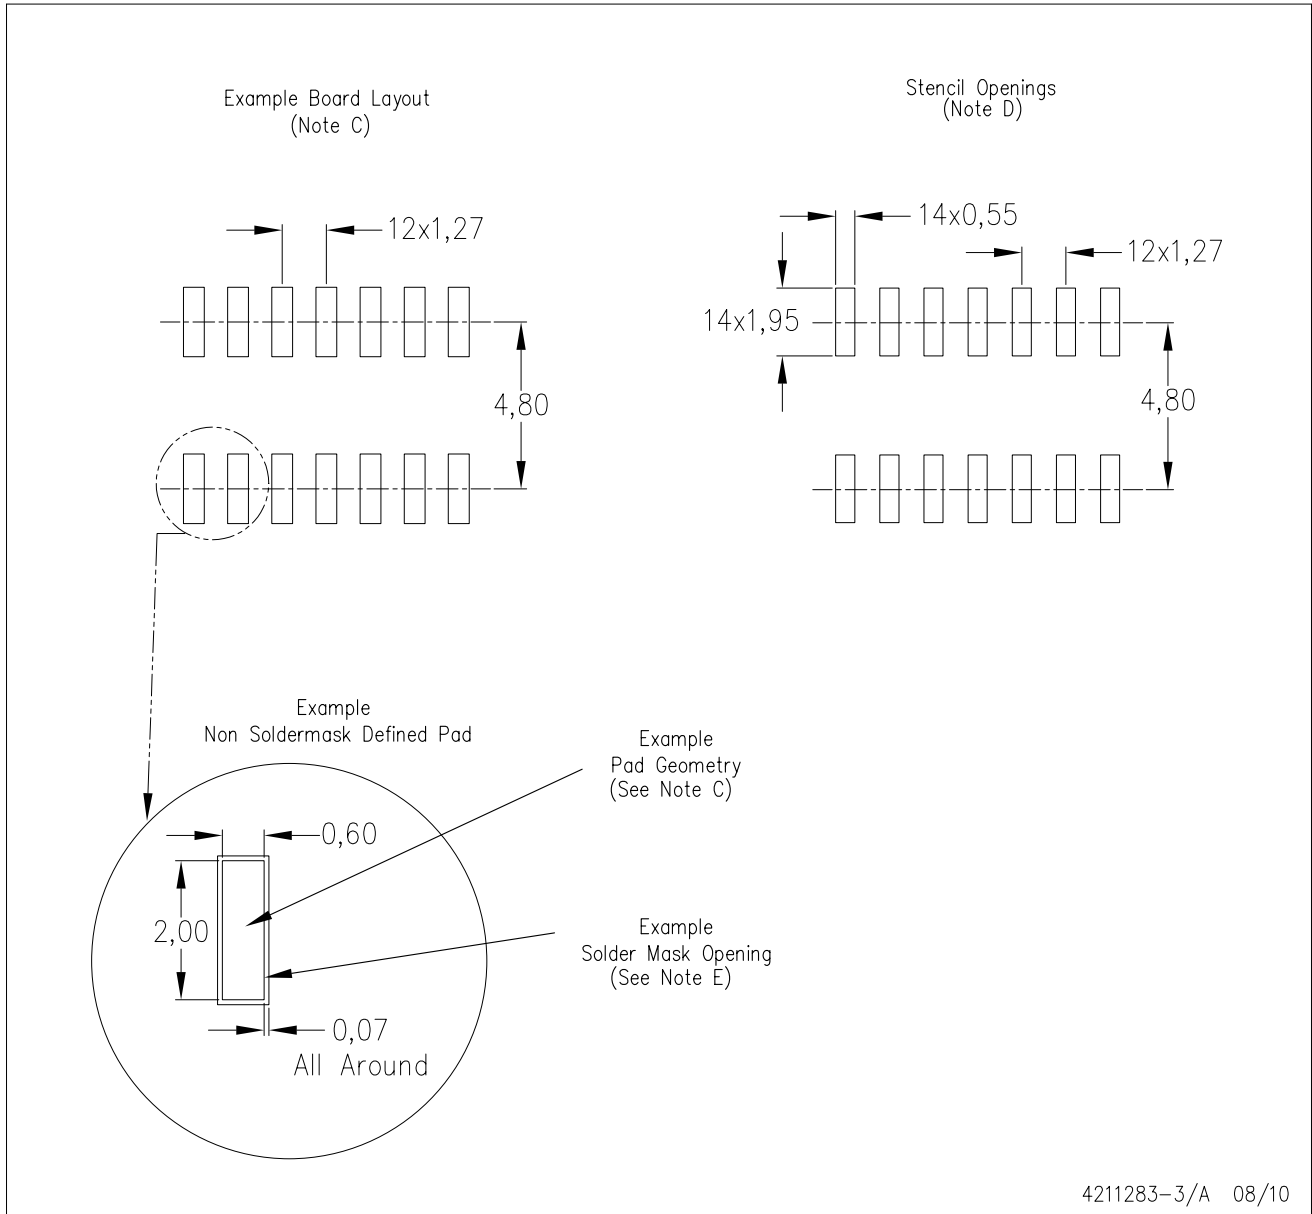 Example Board Layout
(Note C)
Stencil Openings
(Note D)
12x1,27
4,80
14x0,55
12x1,27
14x1,95
4,80
Example
Non Soldermask Defined Pad
Example
Pad Geometry
(See Note C)
0,60
2,00
Example
Solder Mask Opening
(See Note E)
0,07
All Around
4211283-3/A 08/10